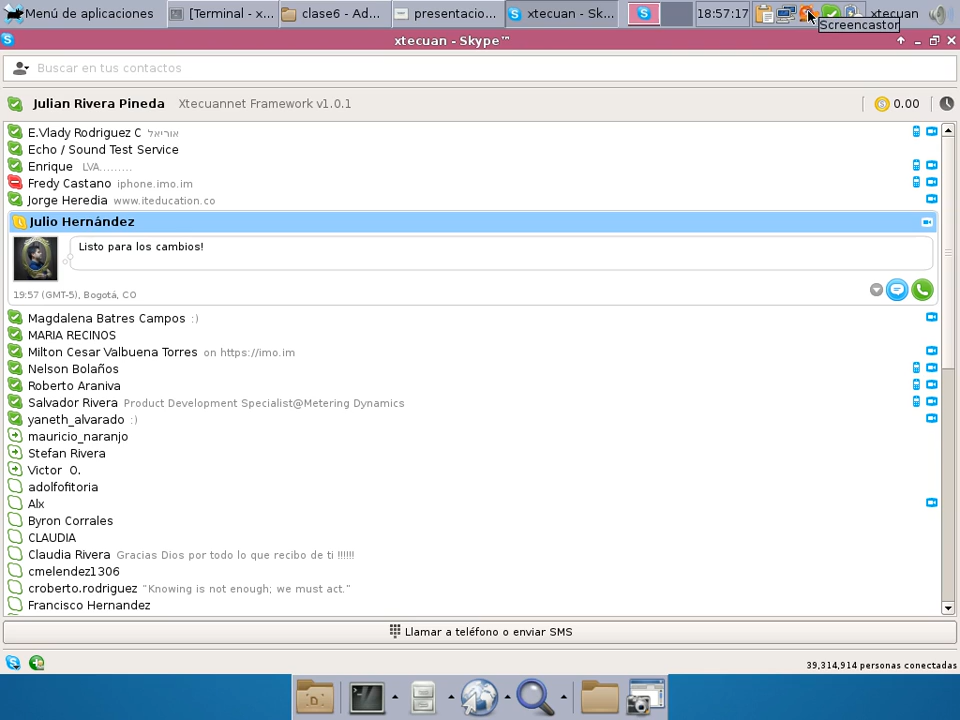 Menú de aplicaciones
[Terminal - x...
clase6 - Ad...
presentacio...
xtecuan - Sk...
18:57:17
xtecuan
Screencastor
xtecuan - Skype™
Buscar en tus contactos
Julian Rivera Pineda Xtecuannet Framework v1.0.1
0.00
E.Vlady Rodriguez C אוריאל
Echo / Sound Test Service
Enrique LVA.........
Fredy Castano iphone.imo.im
Jorge Heredia www.iteducation.co
Julio Hernández
Listo para los cambios!
19:57 (GMT-5), Bogotá, CO
Magdalena Batres Campos :)
MARIA RECINOS
Milton Cesar Valbuena Torres on https://imo.im
Nelson Bolaños
Roberto Araniva
Salvador Rivera Product Development Specialist@Metering Dynamics
yaneth_alvarado :)
mauricio_naranjo
Stefan Rivera
Victor O.
adolfofitoria
Alx
Byron Corrales
CLAUDIA
Claudia Rivera Gracias Dios por todo lo que recibo de ti !!!!!!
cmelendez1306
croberto.rodriguez "Knowing is not enough; we must act."
Francisco Hernandez
Llamar a teléfono o enviar SMS
39,314,914 personas conectadas